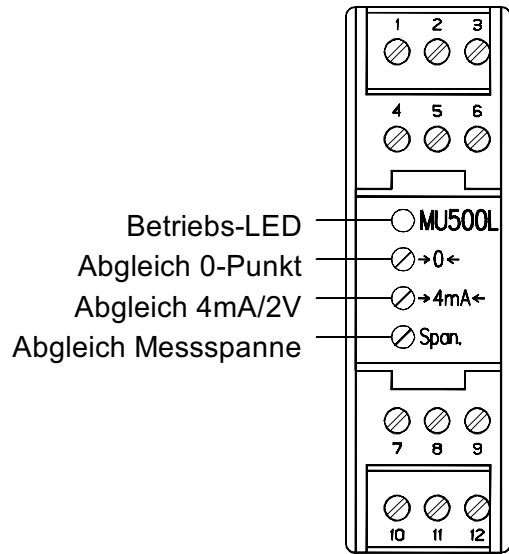 1 2 3
4 5 6
Betriebs-LED MU500L
Abgleich 0-Punkt →0←
Abgleich 4mA/2V →4mA←
Abgleich Messspanne Span.
7 8 9
10 11 12